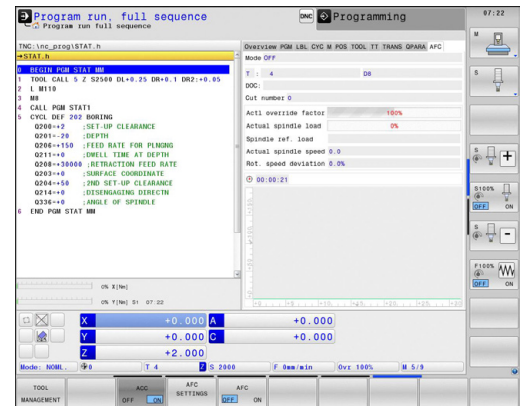 Program run, full sequence
Program run full sequence
DNC
Programming
07:22
TNC:\nc_prog\STAT.h
→STAT.h
0 BEGIN PGM STAT MM
1 TOOL CALL 5 Z S2500 DL+0.25 DR+0.1 DR2:+0.05
2 L M110
3 M8
4 CALL PGM STAT1
5 CYCL DEF 202 BORING
Q200=+2 ;SET-UP CLEARANCE
Q201=-20 ;DEPTH
Q206=+150 ;FEED RATE FOR PLNGNG
Q211=+0 ;DWELL TIME AT DEPTH
Q208=+30000 ;RETRACTION FEED RATE
Q203=+0 ;SURFACE COORDINATE
Q204=+50 ;2ND SET-UP CLEARANCE
Q214=+0 ;DISENGAGING DIRECTN
Q336=+0 ;ANGLE OF SPINDLE
6 END PGM STAT MM
0% X[Nm]
0% Y[Nm] S1 07:22
Overview PGM LBL CYC M POS TOOL TT TRANS QPARA AFC
Mode OFF
T : 4 D8
DOC:
Cut number 0
Actl override factor 100%
Actual spindle load 0%
Spindle ref. load
Actual spindle speed 0.0
Rot. speed deviation 0.0%
00:00:21
M
S
S
S100%
OFF ON
S
F100%
OFF ON
X +0.000 A +0.000
Y +0.000 C +0.000
Z +2.000
Mode: NOML. 0 T 4 Z S 2000 F 0mm/min Ovr 100% M 5/9
TOOL MANAGEMENT
ACC OFF ON
AFC SETTINGS
AFC OFF ON